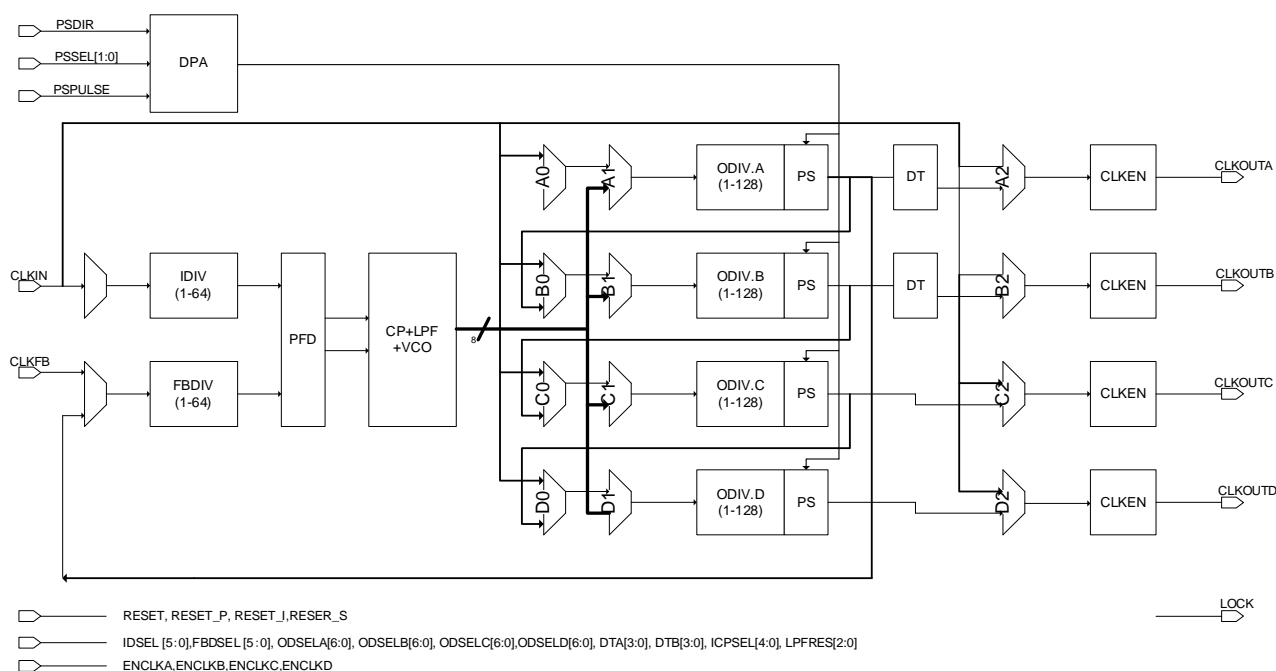 PSDIR
PSSEL[1:0]
PSPULSE
DPA
A0
A1
ODIV.A
(1-128)
PS
DT
A2
CLKEN
CLKOUTA
CLKIN
IDIV
(1-64)
B0
B1
ODIV.B
(1-128)
PS
DT
B2
CLKEN
CLKOUTB
PFD
CP+LPF
+VCO
8
CLKFB
FBDIV
(1-64)
C0
C1
ODIV.C
(1-128)
PS
C2
CLKEN
CLKOUTC
D0
D1
ODIV.D
(1-128)
PS
D2
CLKEN
CLKOUTD
RESET, RESET_P, RESET_I,RESER_S
LOCK
IDSEL [5:0],FBDSEL [5:0], ODSELA[6:0], ODSELB[6:0], ODSELC[6:0],ODSELD[6:0], DTA[3:0], DTB[3:0], ICPSEL[4:0], LPFRES[2:0]
ENCLKA,ENCLKB,ENCLKC,ENCLKD